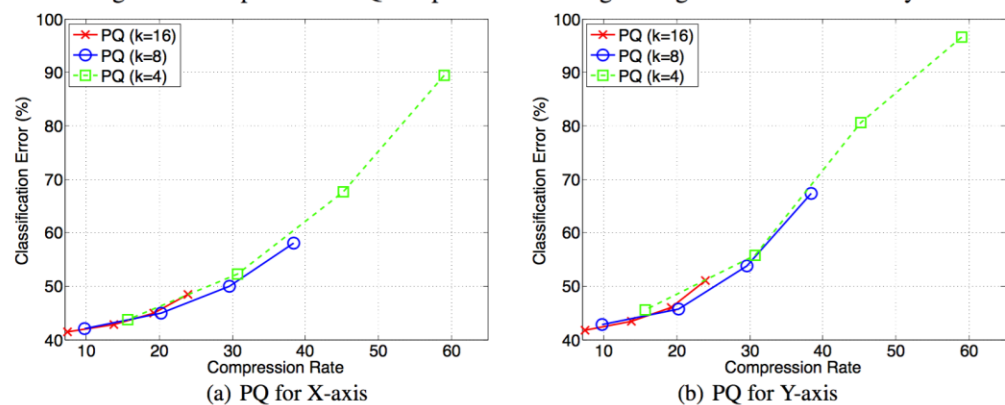 100
90
80
70
60
50
40
Classification Error (%)
PQ (k=16)
PQ (k=8)
PQ (k=4)
10 20 30 40 50 60
Compression Rate
(a) PQ for X-axis
100
90
80
70
60
50
40
Classification Error (%)
PQ (k=16)
PQ (k=8)
PQ (k=4)
10 20 30 40 50 60
Compression Rate
(b) PQ for Y-axis